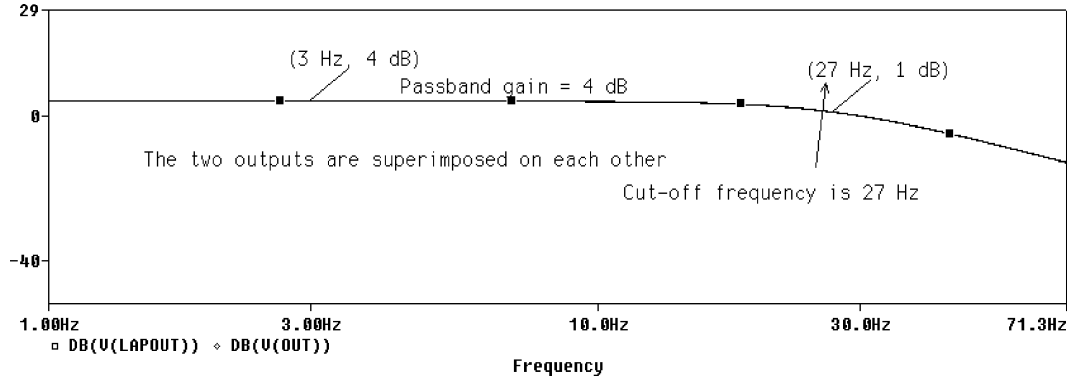 29
(3 Hz, 4 dB)
(27 Hz, 1 dB)
Passband gain = 4 dB
0
The two outputs are superimposed on each other
Cut-off frequency is 27 Hz
-40
1.00Hz 3.00Hz 10.0Hz 30.0Hz 71.3Hz
DB(V(LAPOUT)) DB(V(OUT))
Frequency